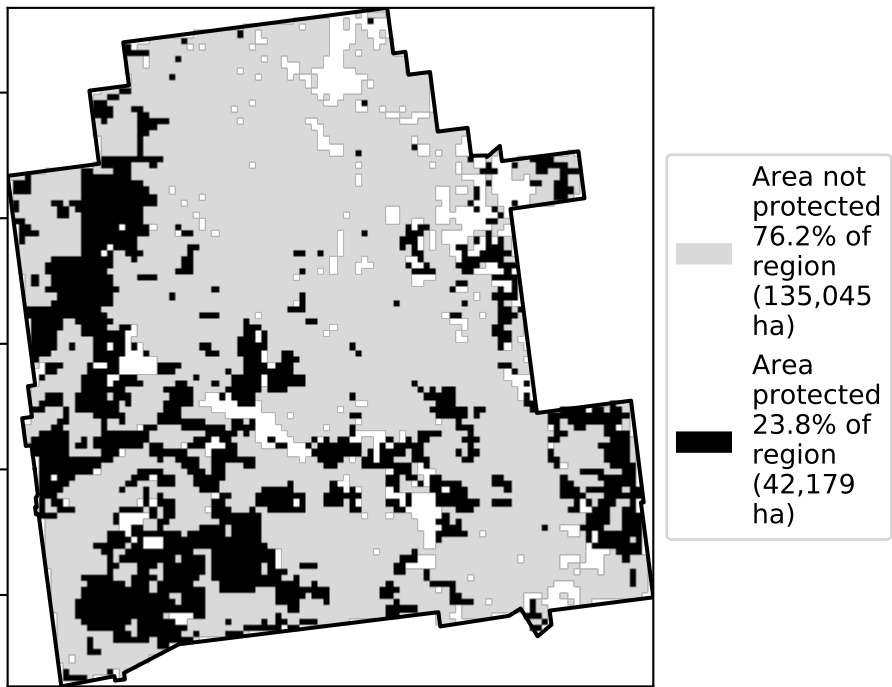 Area not
protected
76.2% of
region
(135,045
ha)
Area
protected
23.8% of
region
(42,179
ha)